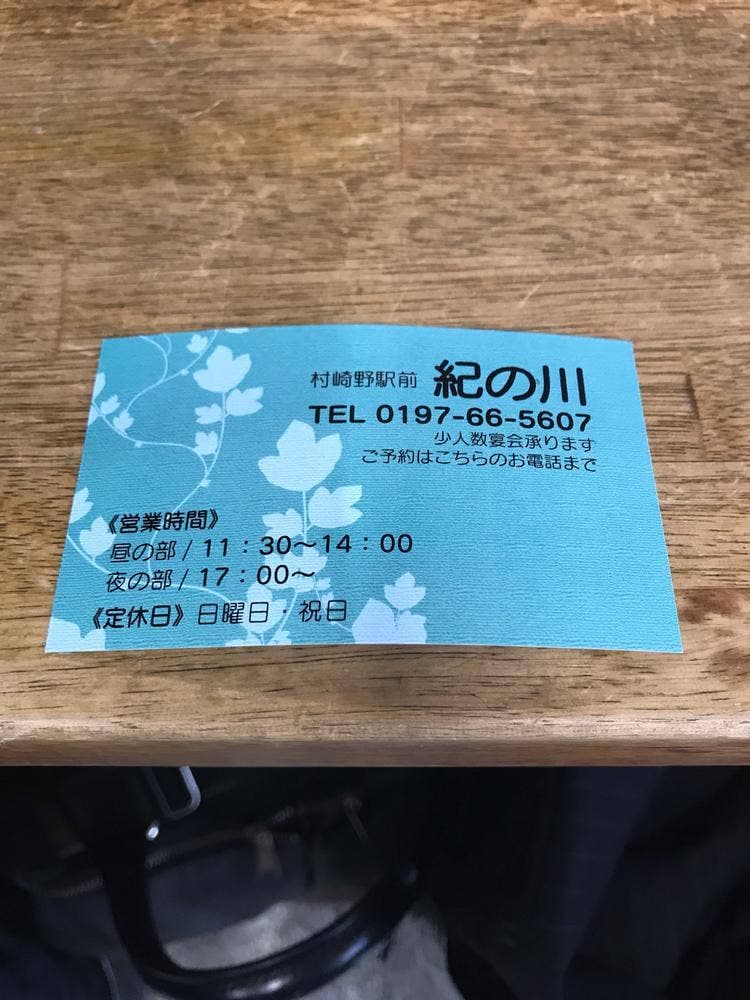 村崎野駅前 紀の川
TEL 0197-66-5607
少人数宴会承ります
ご予約はこちらのお電話まで
《営業時間》
昼の部 / 11：30～14：00
夜の部 / 17：00～
《定休日》日曜日・祝日